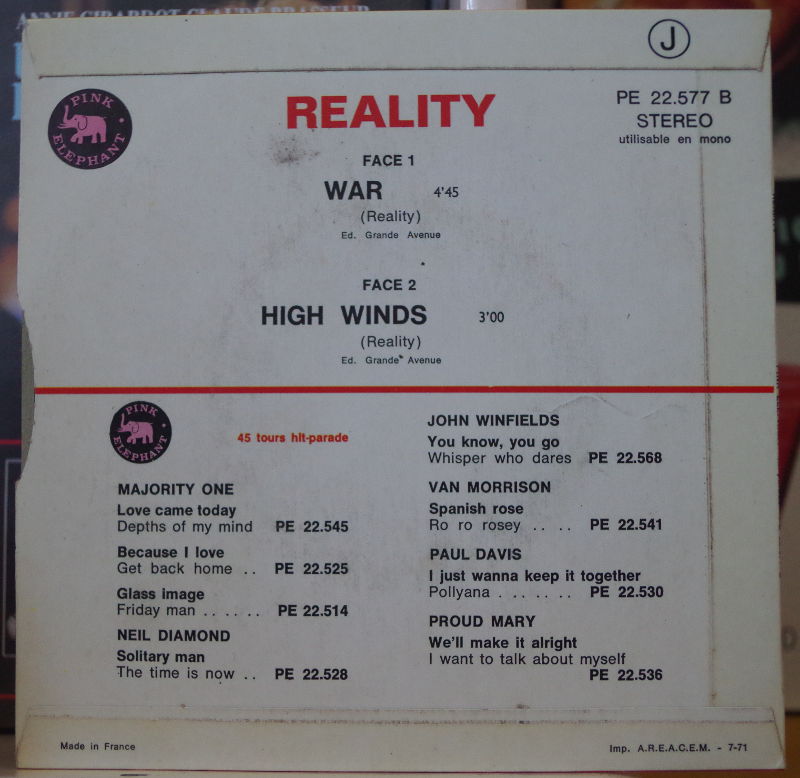 ANNIE GIRARDOT CLAUDE BRASSEUR
J
PINK ELEPHANT
REALITY
PE 22.577 B
STEREO
utilisable en mono
FACE 1
WAR 4'45
(Reality)
Ed. Grande Avenue
FACE 2
HIGH WINDS 3'00
(Reality)
Ed. Grande Avenue
PINK ELEPHANT
45 tours hit-parade
MAJORITY ONE
Love came today
Depths of my mind PE 22.545
Because I love
Get back home .. PE 22.525
Glass image
Friday man . .. . .. PE 22.514
NEIL DIAMOND
Solitary man
The time is now .. PE 22.528
JOHN WINFIELDS
You know, you go
Whisper who dares PE 22.568
VAN MORRISON
Spanish rose
Ro ro rosey .. .. PE 22.541
PAUL DAVIS
I just wanna keep it together
Pollyana . .. .. . PE 22.530
PROUD MARY
We'll make it alright
I want to talk about myself
PE 22.536
Made in France
Imp. A.R.E.A.C.E.M. - 7-71